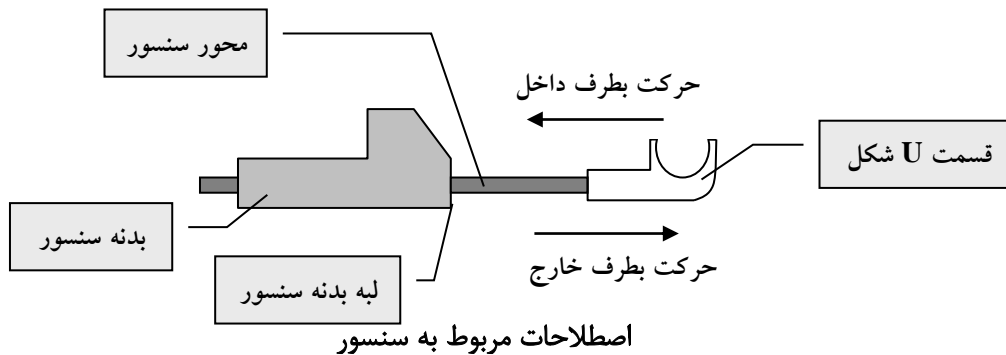 محور سنسور
حرکت بطرف داخل
قسمت U شکل
بدنه سنسور
لبه بدنه سنسور
حرکت بطرف خارج
اصطلاحات مربوط به سنسور